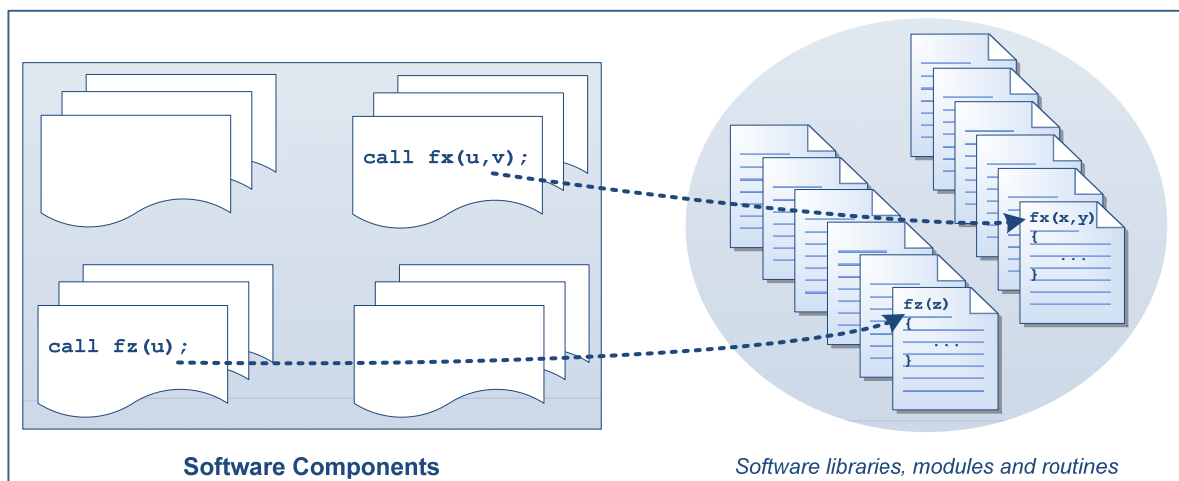 call fx(u,v);
fx(x,y)
{
...
}
fz(z)
{
...
}
call fz(u);
Software Components
Software libraries, modules and routines